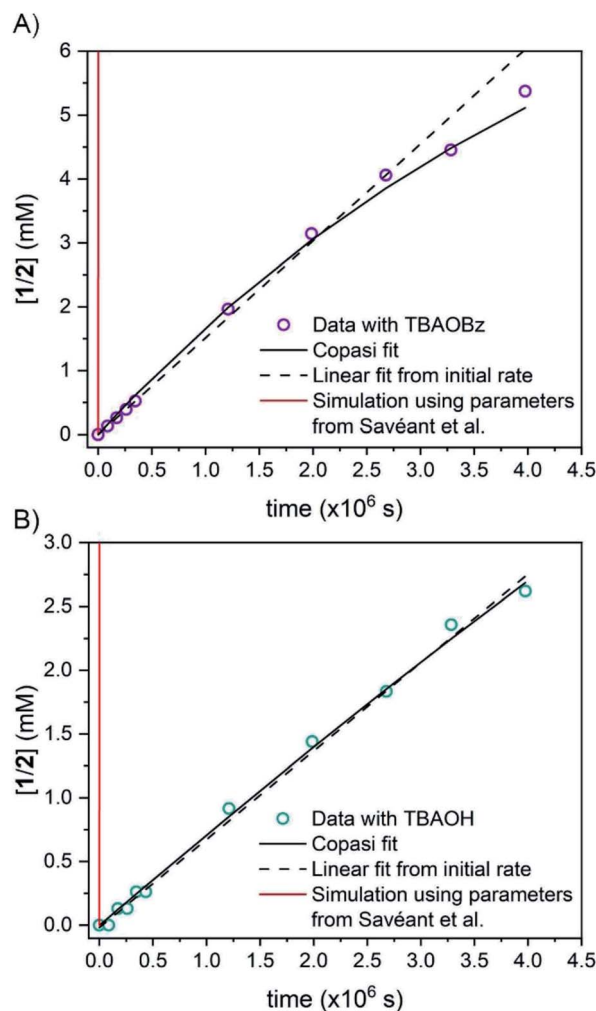 A)
6
5
4
3
2
1
0
[1/2] (mM)
Data with TBAOBz
Copasi fit
Linear fit from initial rate
Simulation using parameters
from Savéant et al.
0.0 0.5 1.0 1.5 2.0 2.5 3.0 3.5 4.0 4.5
time (x10⁶ s)
B)
3.0
2.5
2.0
1.5
1.0
0.5
0.0
[1/2] (mM)
Data with TBAOH
Copasi fit
Linear fit from initial rate
Simulation using parameters
from Savéant et al.
0.0 0.5 1.0 1.5 2.0 2.5 3.0 3.5 4.0 4.5
time (x10⁶ s)